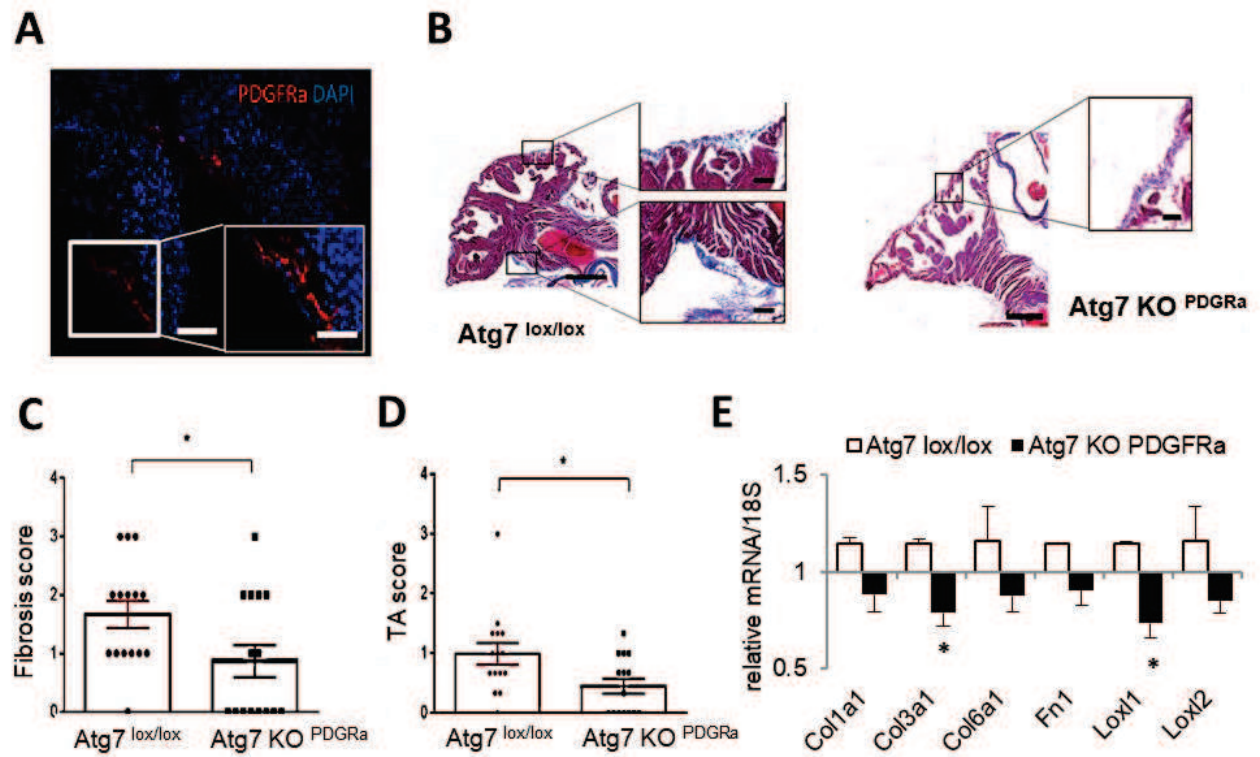 A
PDGFRa DAPI
B
Atg7 lox/lox
Atg7 KO PDGRa
C
*
Fibrosis score
4
3
2
1
0
Atg7 lox/lox
Atg7 KO PDGRa
D
*
TA score
4
3
2
1
0
Atg7 lox/lox
Atg7 KO PDGRa
E
Atg7 lox/lox
Atg7 KO PDGFRa
relative mRNA/18S
1.5
1
0.5
*
*
Col1a1
Col3a1
Col6a1
Fn1
Loxl1
Loxl2